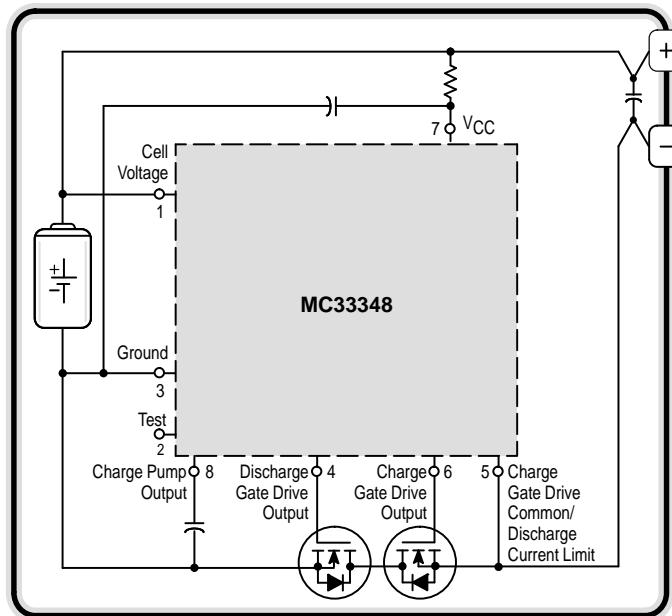 +
7
VCC
−
Cell
Voltage
1
+
−
MC33348
Ground
3
Test
2
Charge Pump
Output
8
Discharge
Gate Drive
Output
4
Charge
Gate Drive
Output
6
5
Charge
Gate Drive
Common/
Discharge
Current Limit